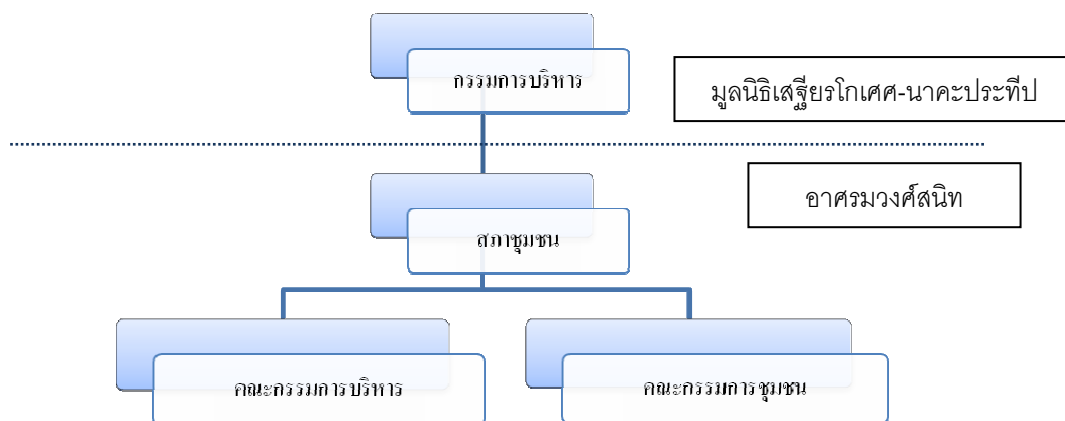 กรรมการบริหาร
มูลนิธิเสฐียรโกเศศ-นาคะประทีป
อาศรมวงศ์สนิท
สภาชุมชน
คณะกรรมการบริหาร
คณะกรรมการชุมชน